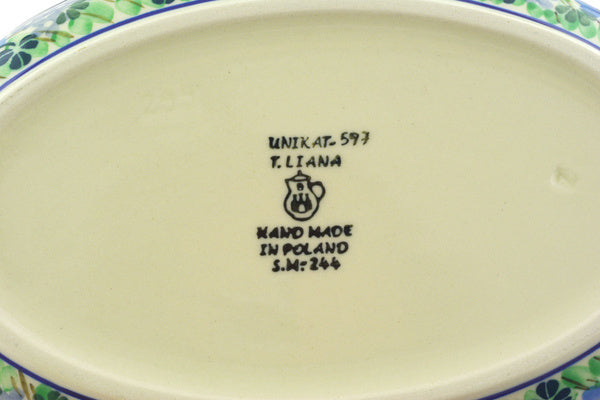 UNIKAT-597
T. LIANA
HAND MADE
IN POLAND
S.M-244